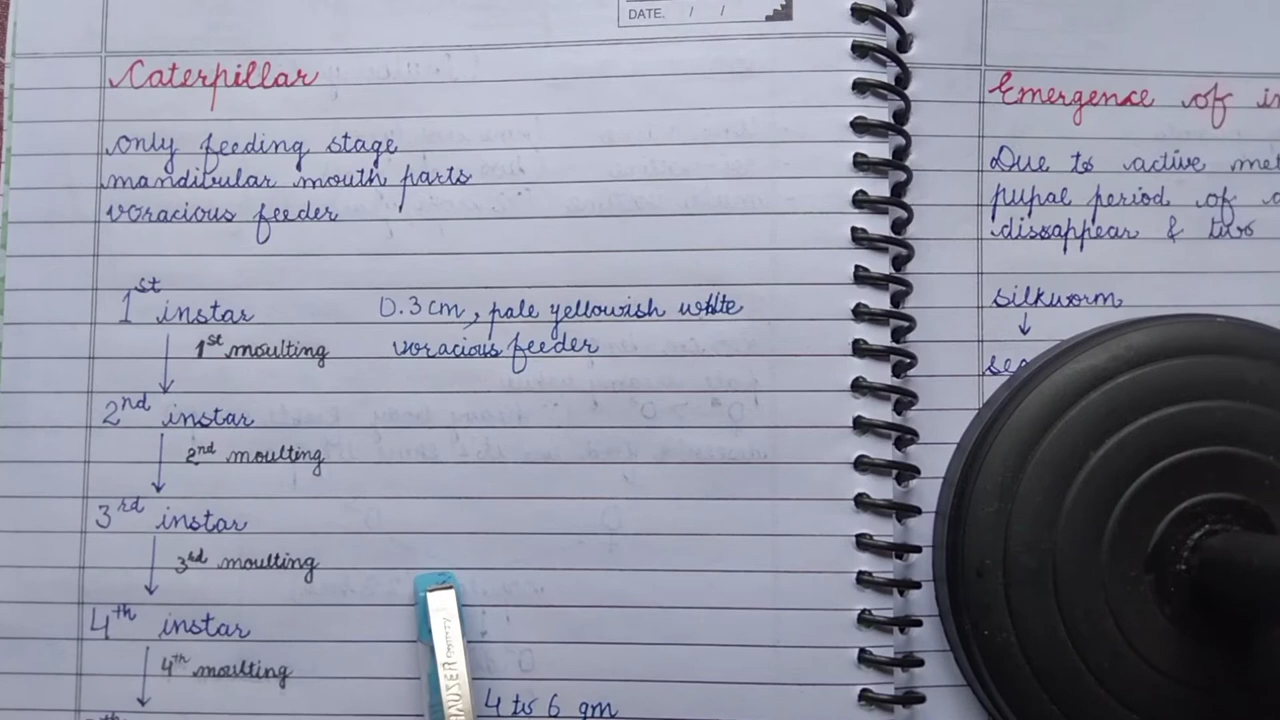 DATE. / /
Caterpillar
only feeding stage
mandibular mouth parts
voracious feeder
1st instar 0.3 cm, pale yellowish white
1st moulting voracious feeder
2nd instar
2nd moulting
3rd instar
3rd moulting
4th instar
4th moulting
4 to 6 gm
HAUSER
Emergence of
Due to active
pupal period of
dissappear & two
silkworm